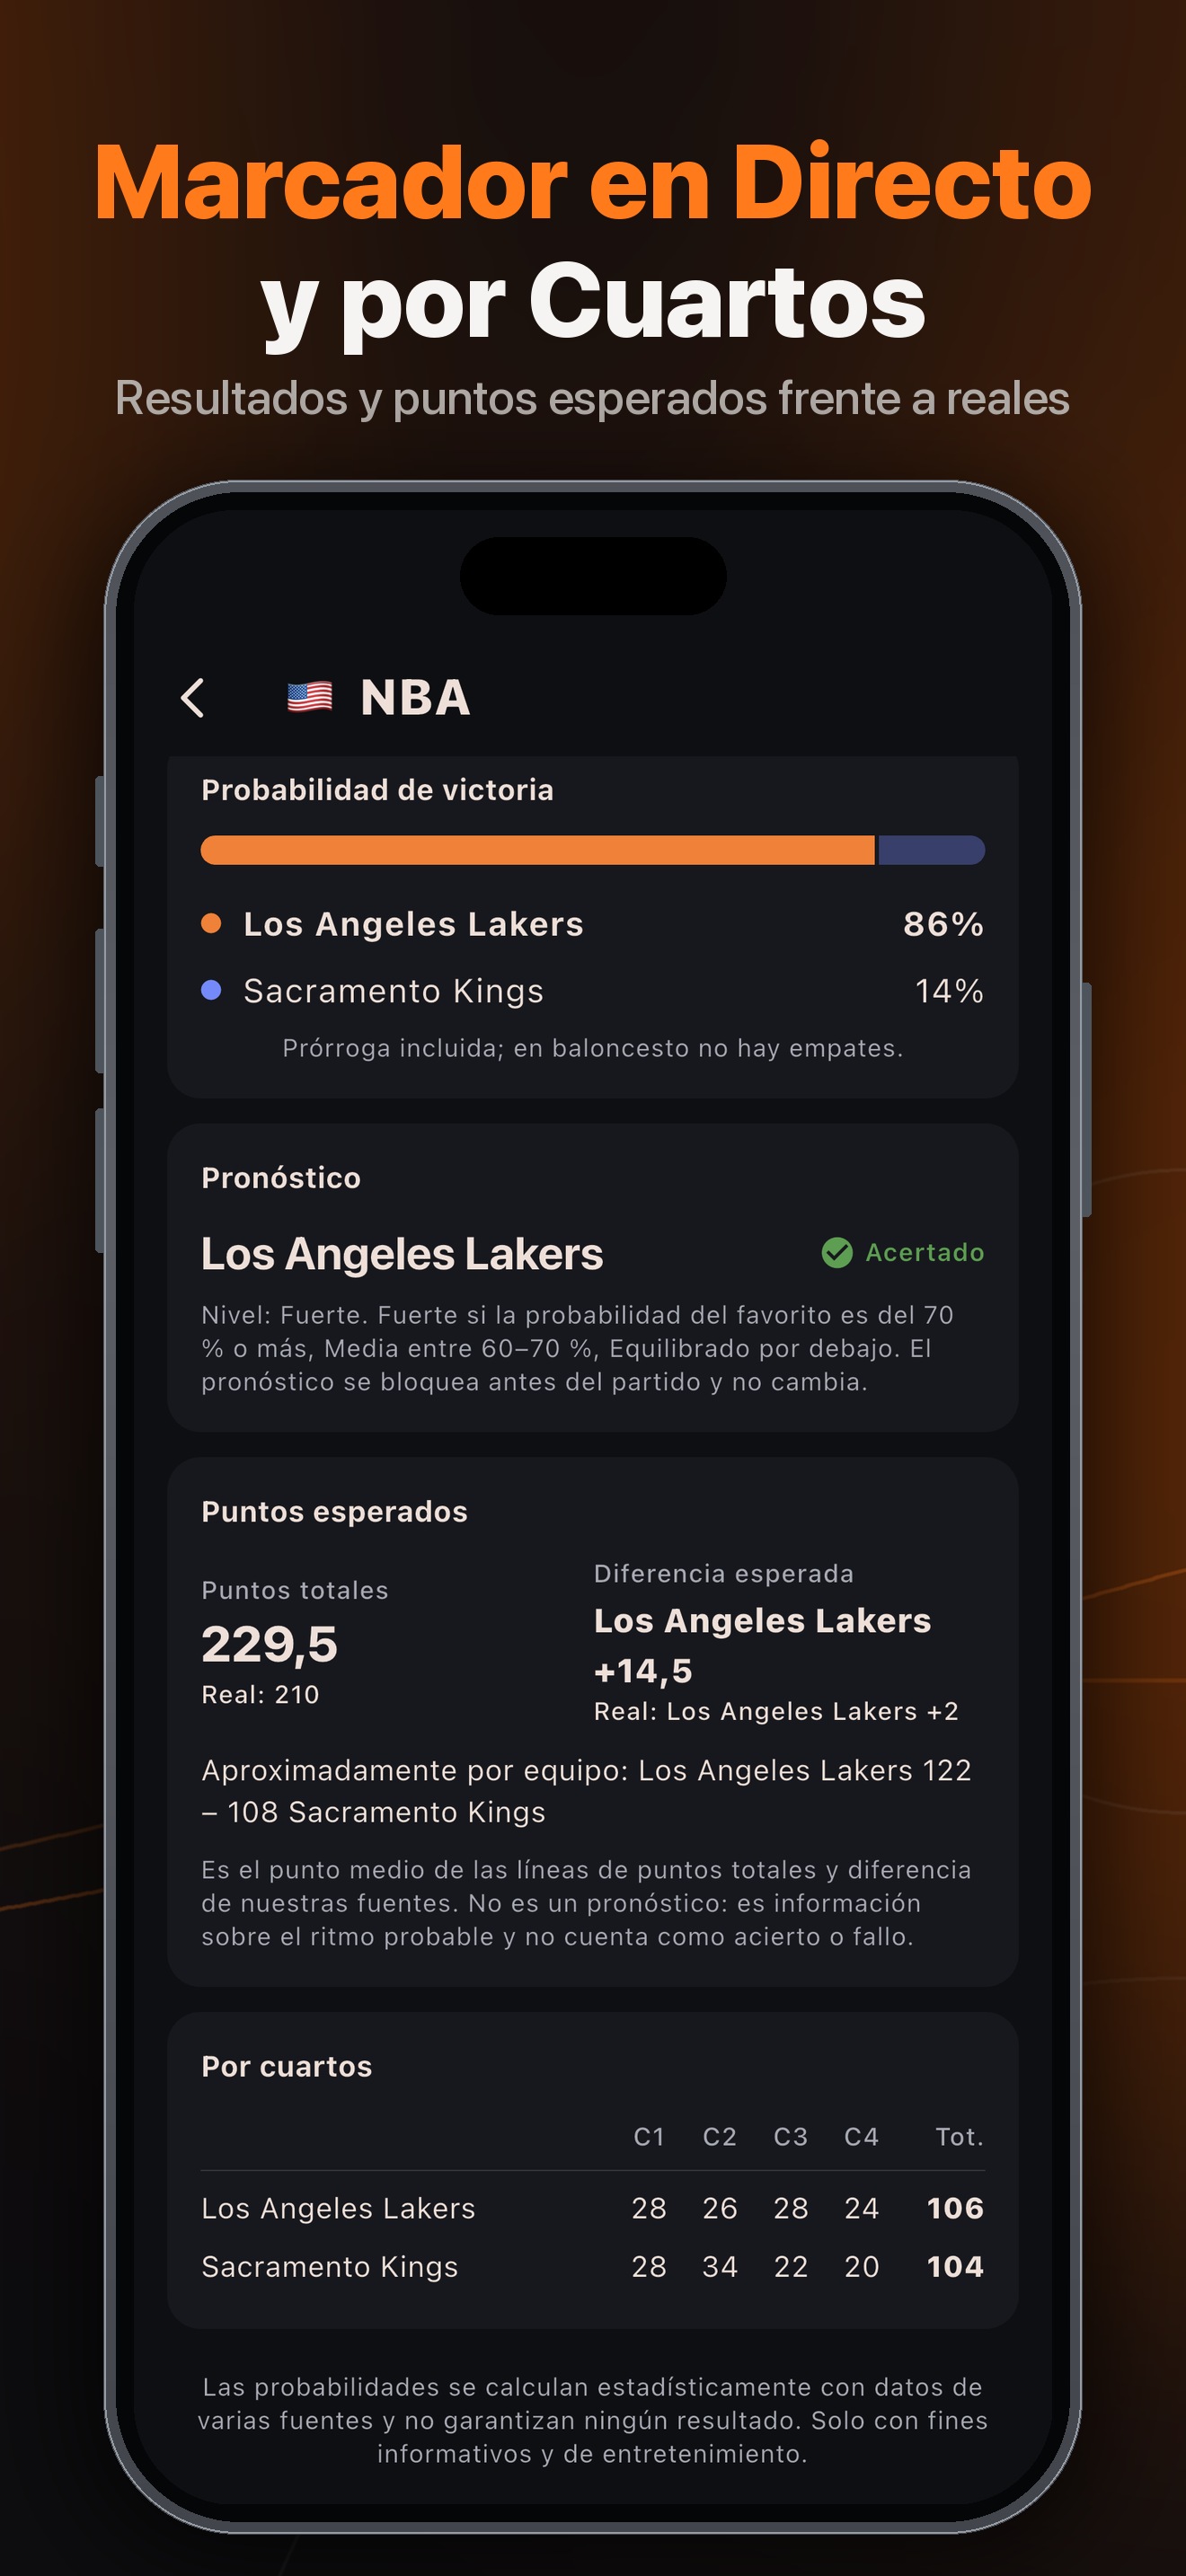 Marcador en Directo
y por Cuartos
Resultados y puntos esperados frente a reales
NBA
Probabilidad de victoria
Los Angeles Lakers 86%
Sacramento Kings 14%
Prórroga incluida; en baloncesto no hay empates.
Pronóstico
Los Angeles Lakers Acertado
Nivel: Fuerte. Fuerte si la probabilidad del favorito es del 70
% o más, Media entre 60–70 %, Equilibrado por debajo. El
pronóstico se bloquea antes del partido y no cambia.
Puntos esperados
Puntos totales
229,5
Real: 210
Diferencia esperada
Los Angeles Lakers
+14,5
Real: Los Angeles Lakers +2
Aproximadamente por equipo: Los Angeles Lakers 122
– 108 Sacramento Kings
Es el punto medio de las líneas de puntos totales y diferencia
de nuestras fuentes. No es un pronóstico: es información
sobre el ritmo probable y no cuenta como acierto o fallo.
Por cuartos
C1 C2 C3 C4 Tot.
Los Angeles Lakers 28 26 28 24 106
Sacramento Kings 28 34 22 20 104
Las probabilidades se calculan estadísticamente con datos de
varias fuentes y no garantizan ningún resultado. Solo con fines
informativos y de entretenimiento.